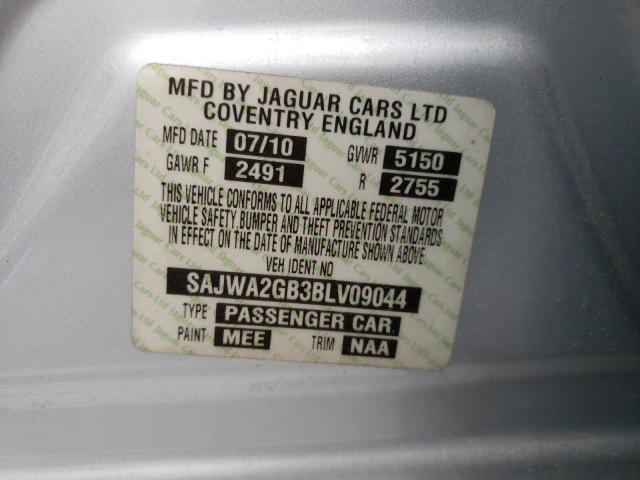 MFD BY JAGUAR CARS LTD
COVENTRY ENGLAND
MFD DATE 07/10 GVWR 5150
GAWR F 2491 R 2755
THIS VEHICLE CONFORMS TO ALL APPLICABLE FEDERAL MOTOR
VEHICLE SAFETY,BUMPER AND THEFT PREVENTION STANDARDS
IN EFFECT ON THE DATE OF MANUFACTURE SHOWN ABOVE.
VEH IDENT NO
SAJWA2GB3BLV09044
TYPE PASSENGER CAR
PAINT MEE TRIM NAA